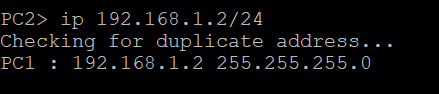 PC2> ip 192.168.1.2/24
Checking for duplicate address...
PC1 : 192.168.1.2 255.255.255.0